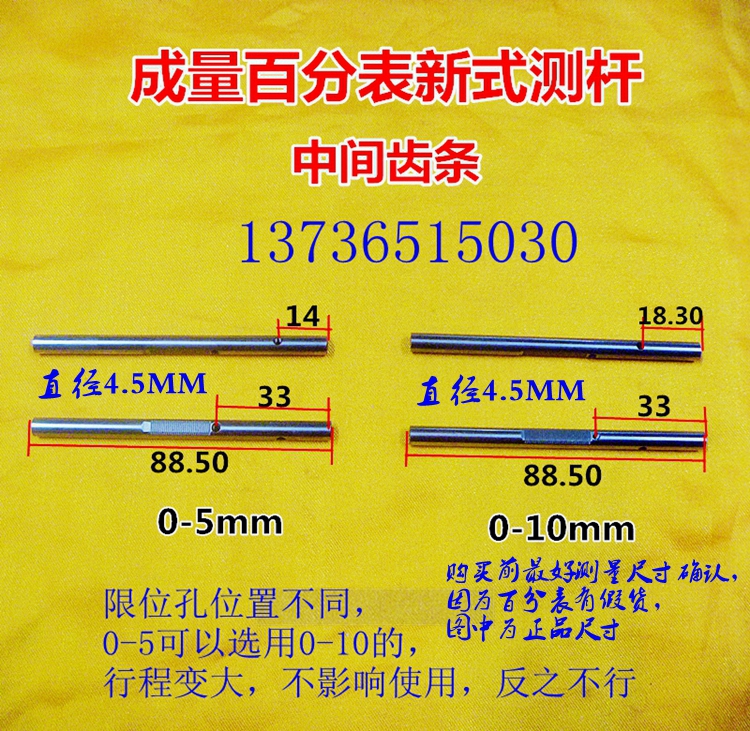 成量百分表新式测杆
中间齿条
13736515030
14
18.30
直径4.5MM
直径4.5MM
33
33
88.50
88.50
0-5mm
0-10mm
购买前最好测量尺寸确认,
因为百分表有假货,
图中为正品尺寸
限位孔位置不同,
0-5可以选用0-10的,
行程变大，不影响使用，反之不行